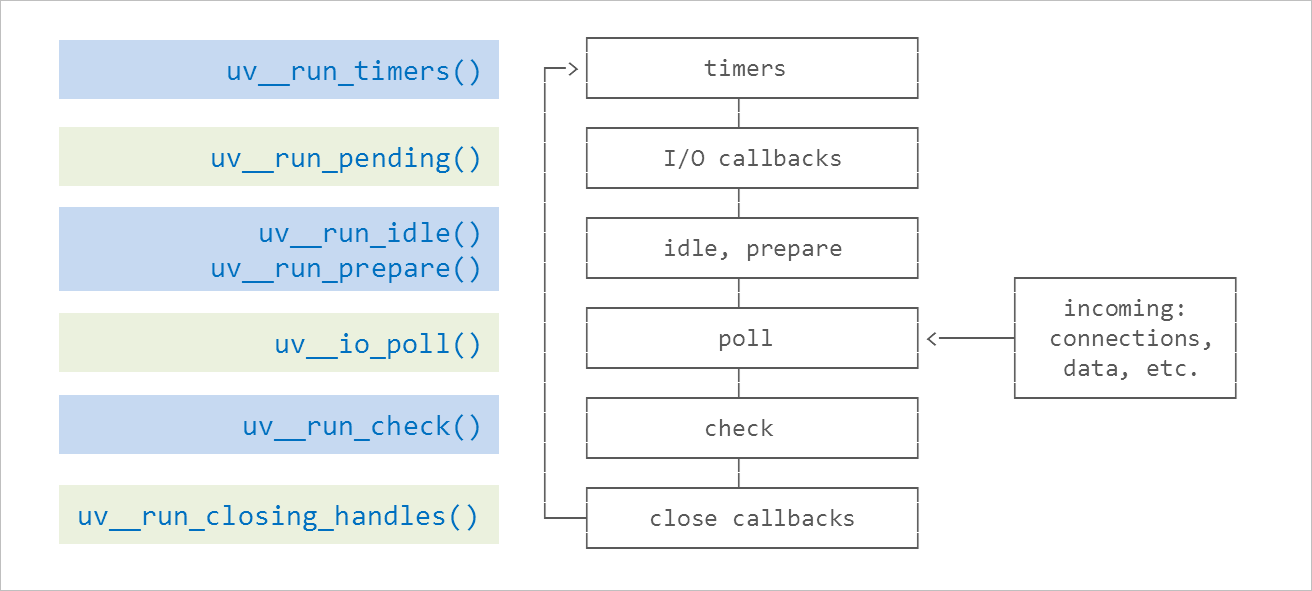 uv__run_timers()
timers
uv__run_pending()
I/O callbacks
uv__run_idle()
uv__run_prepare()
idle, prepare
uv__io_poll()
poll
incoming:
connections,
data, etc.
uv__run_check()
check
uv__run_closing_handles()
close callbacks